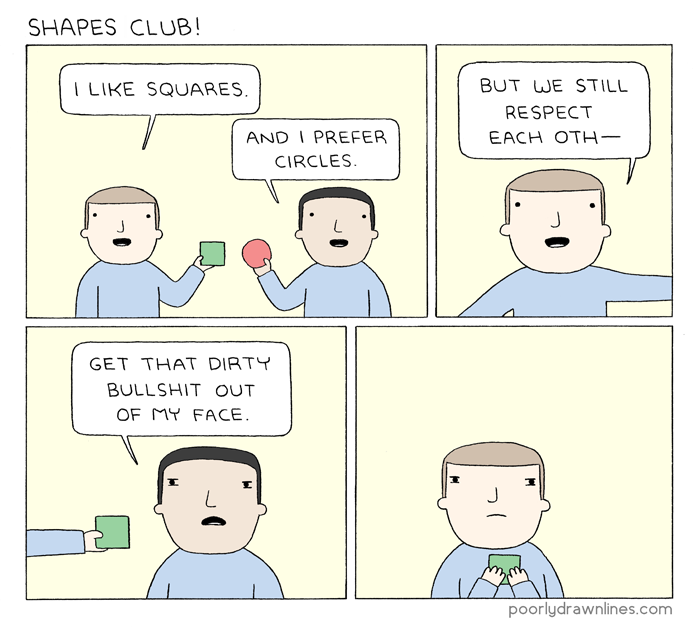 SHAPES CLUB!
I LIKE SQUARES.
AND I PREFER
CIRCLES.
BUT WE STILL
RESPECT
EACH OTH—
GET THAT DIRTY
BULLSHIT OUT
OF MY FACE.
poorlydrawnlines.com